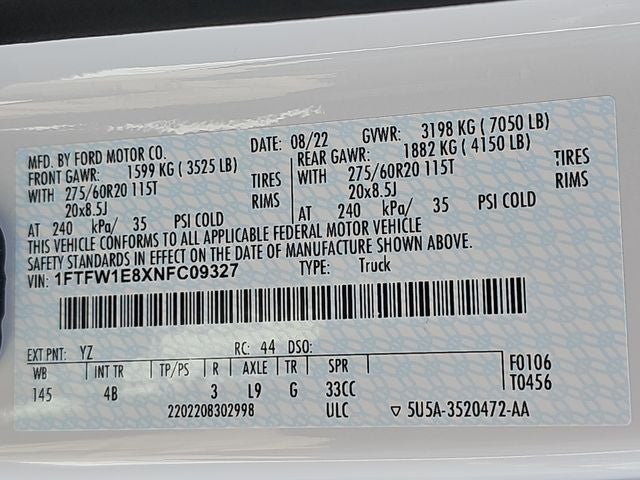 MFD. BY FORD MOTOR CO. DATE: 08/22 GVWR: 3198 KG ( 7050 LB)
FRONT GAWR: 1599 KG ( 3525 LB) REAR GAWR: 1882 KG ( 4150 LB)
WITH 275/60R20 115T TIRES WITH 275/60R20 115T TIRES
20x8.5J RIMS 20x8.5J RIMS
AT 240 kPa/ 35 PSI COLD AT 240 kPa/ 35 PSI COLD
THIS VEHICLE CONFORMS TO ALL APPLICABLE FEDERAL MOTOR VEHICLE
SAFETY STANDARDS IN EFFECT ON THE DATE OF MANUFACTURE SHOWN ABOVE.
VIN: 1FTFW1E8XNFC09327 TYPE: Truck
EXT PNT: YZ RC: 44 DSO:
WB INT TR TP/PS R AXLE TR SPR F0106
145 4B 3 L9 G 33CC T0456
2202208302998 ULC ▽ 5U5A-3520472-AA